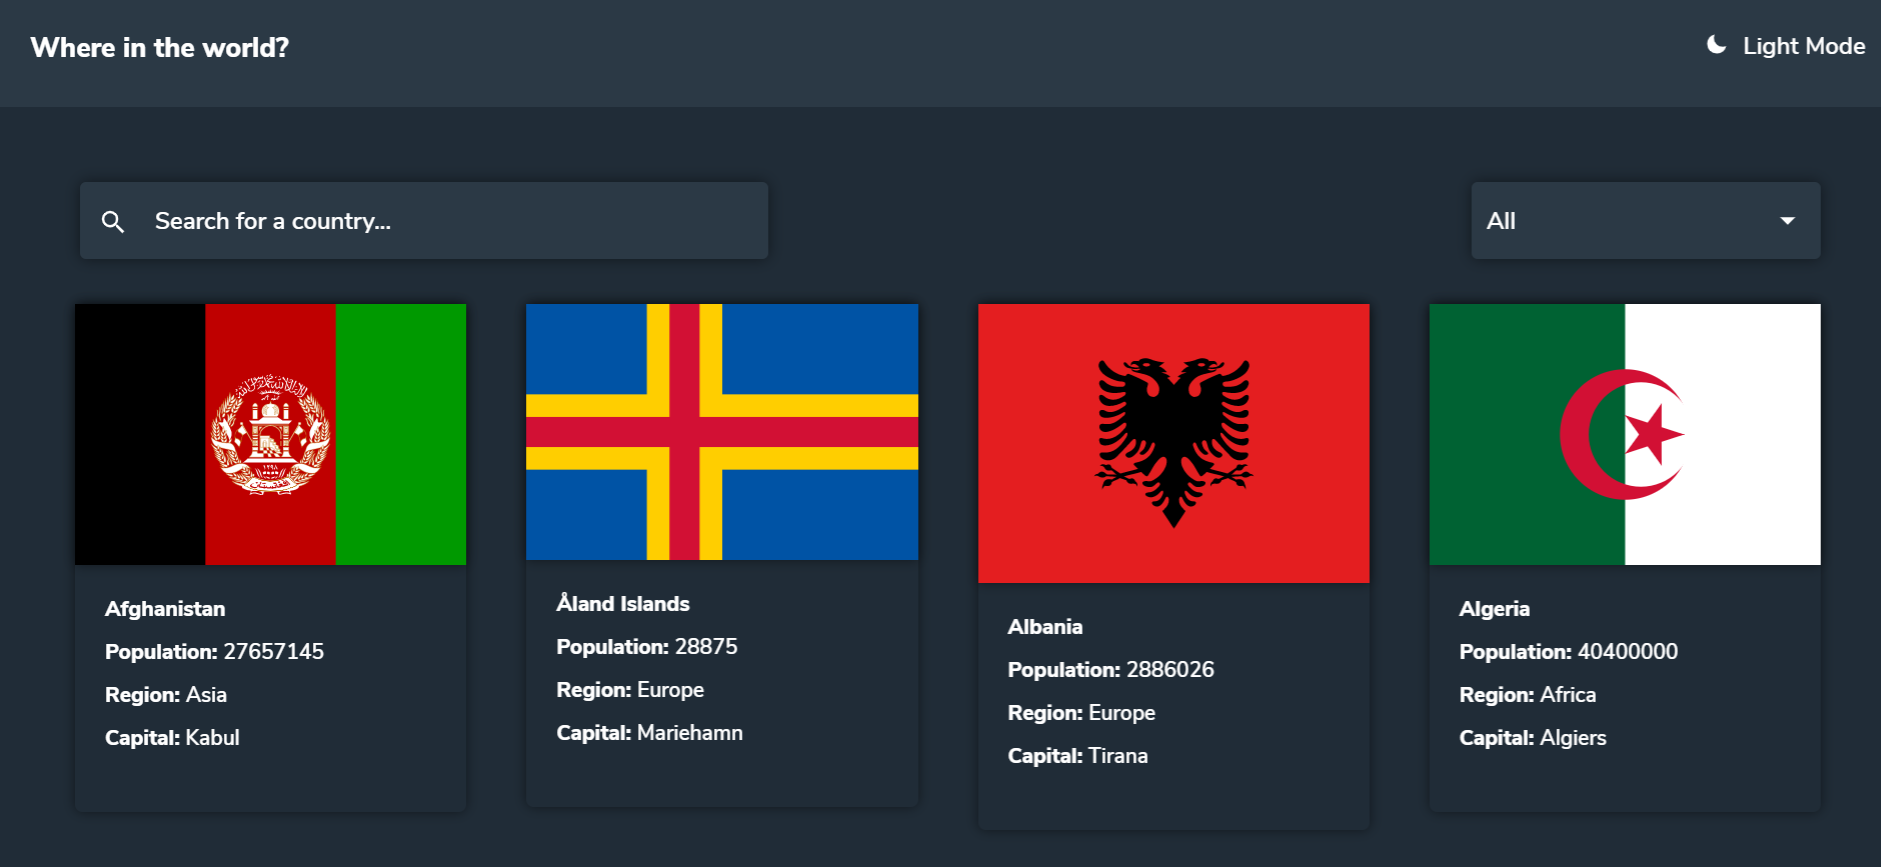 Where in the world?
Light Mode
Search for a country...
All
Afghanistan
Population: 27657145
Region: Asia
Capital: Kabul
Åland Islands
Population: 28875
Region: Europe
Capital: Mariehamn
Albania
Population: 2886026
Region: Europe
Capital: Tirana
Algeria
Population: 40400000
Region: Africa
Capital: Algiers